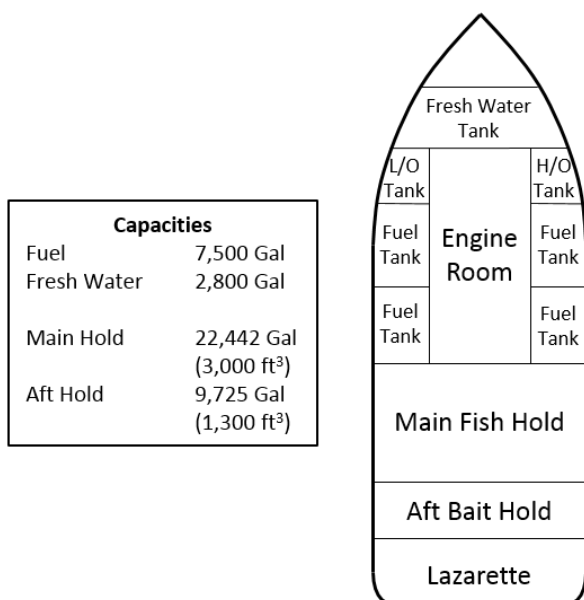 Capacities
Fuel 7,500 Gal
Fresh Water 2,800 Gal
Main Hold 22,442 Gal
(3,000 ft³)
Aft Hold 9,725 Gal
(1,300 ft³)
Fresh Water
Tank
L/O
Tank
H/O
Tank
Fuel
Tank
Engine
Room
Fuel
Tank
Fuel
Tank
Fuel
Tank
Main Fish Hold
Aft Bait Hold
Lazarette